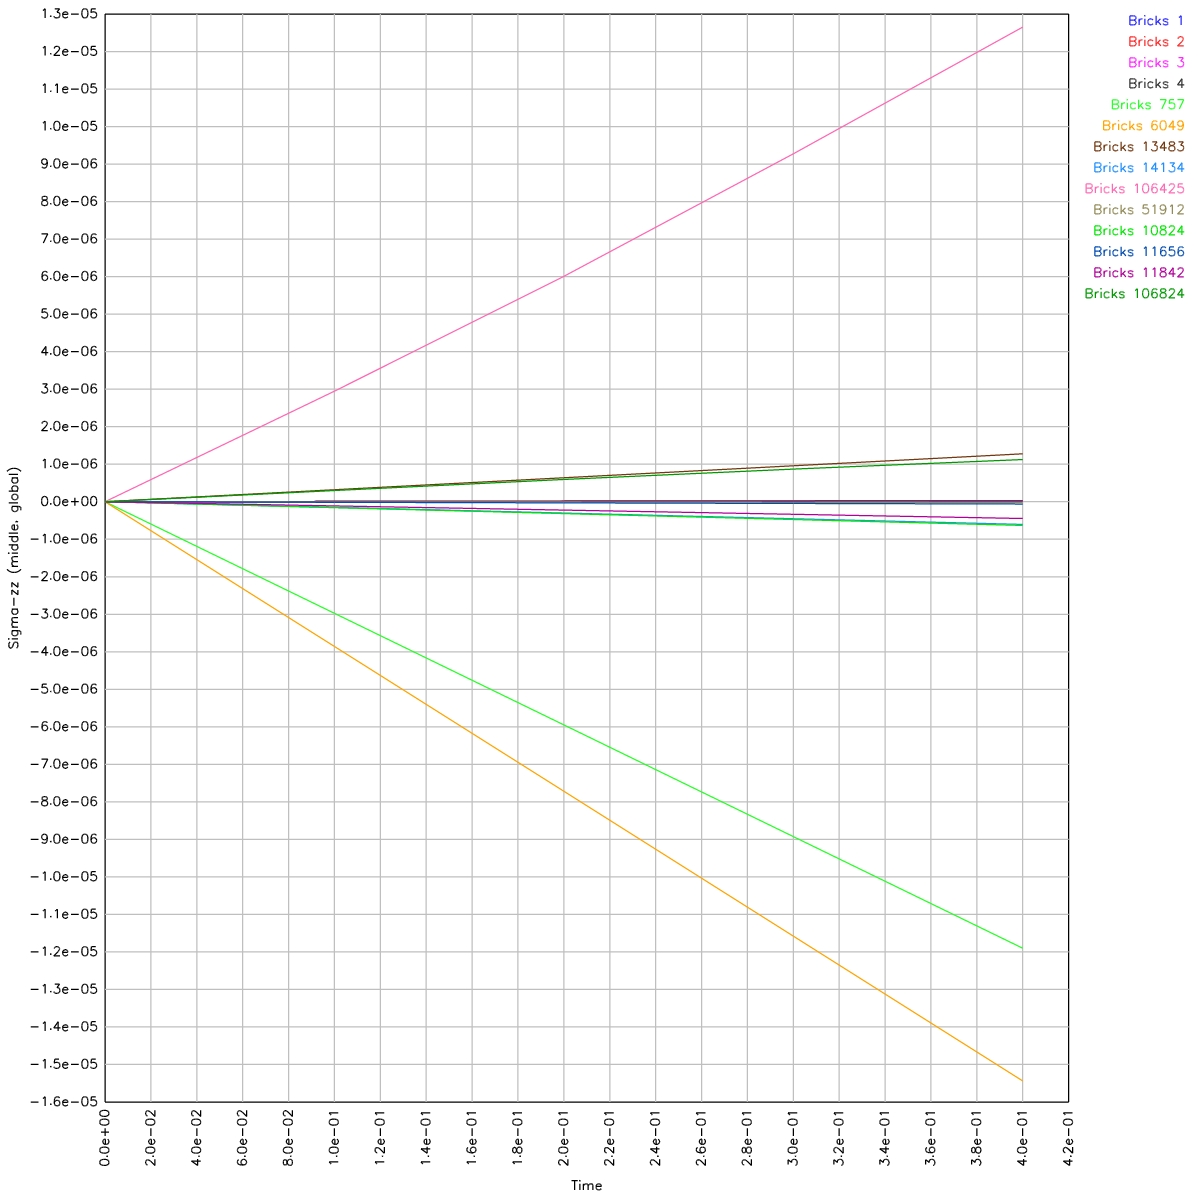 1.3e-05
1.2e-05
1.1e-05
1.0e-05
9.0e-06
8.0e-06
7.0e-06
6.0e-06
5.0e-06
4.0e-06
3.0e-06
2.0e-06
1.0e-06
0.0e+00
-1.0e-06
-2.0e-06
-3.0e-06
-4.0e-06
-5.0e-06
-6.0e-06
-7.0e-06
-8.0e-06
-9.0e-06
-1.0e-05
-1.1e-05
-1.2e-05
-1.3e-05
-1.4e-05
-1.5e-05
-1.6e-05
Sigma-zz (middle, global)
0.0e+00
2.0e-02
4.0e-02
6.0e-02
8.0e-02
1.0e-01
1.2e-01
1.4e-01
1.6e-01
1.8e-01
2.0e-01
2.2e-01
2.4e-01
2.6e-01
2.8e-01
3.0e-01
3.2e-01
3.4e-01
3.6e-01
3.8e-01
4.0e-01
4.2e-01
Time
Bricks 1
Bricks 2
Bricks 3
Bricks 4
Bricks 757
Bricks 6049
Bricks 13483
Bricks 14134
Bricks 106425
Bricks 51912
Bricks 10824
Bricks 11656
Bricks 11842
Bricks 106824